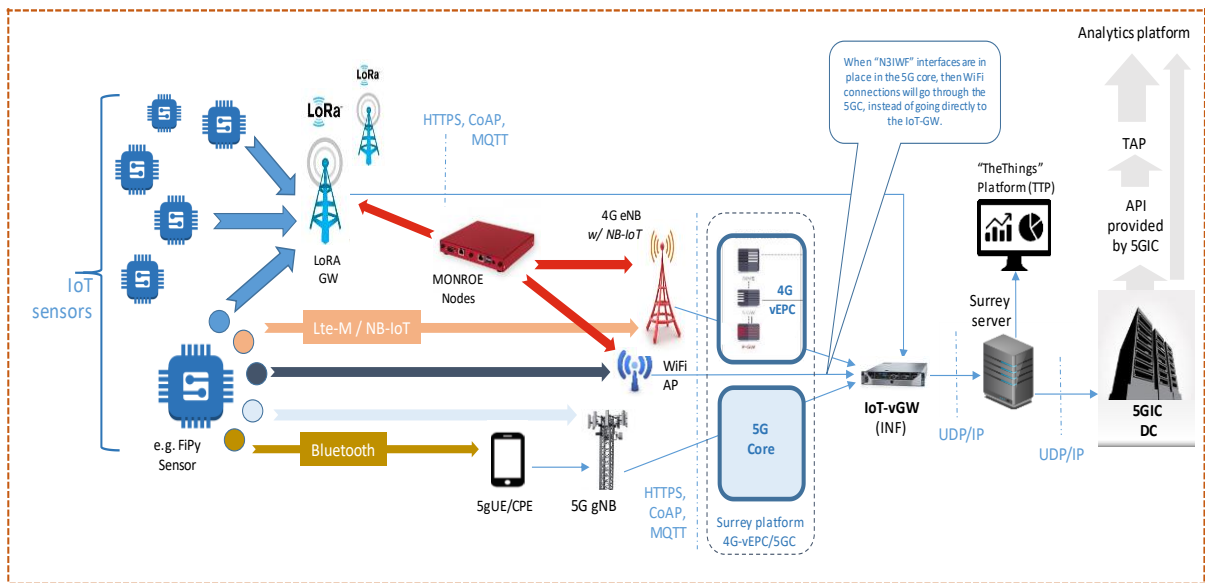 Analytics platform
When "N3IWF" interfaces are in
place in the 5G core, then WiFi
connections will go through the
5GC, instead of going directly to
the IoT-GW.
LoRa
LoRa
HTTPS, CoAP,
MQTT
TAP
"TheThings"
Platform (TTP)
API
provided
by 5GIC
4G eNB
w/ NB-IoT
LoRA
GW
MONROE
Nodes
IoT
sensors
4G
vEPC
Surrey
server
Lte-M / NB-IoT
WiFi
AP
IoT-vGW
(INF)
5GIC
DC
UDP/IP
UDP/IP
e.g. FiPy
Sensor
Bluetooth
5G
Core
5gUE/CPE
5G gNB
HTTPS,
CoAP,
MQTT
Surrey platform
4G-vEPC/5GC